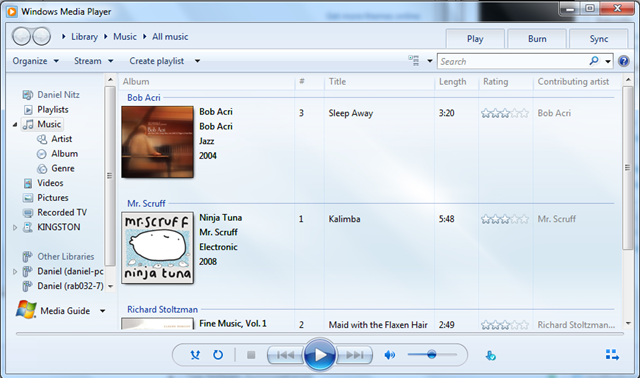 Windows Media Player
Library Music All music
Play Burn Sync
Organize Stream Create playlist Search
Album # Title Length Rating Contributing artist
Daniel Nitz
Playlists
Music
Artist
Album
Genre
Videos
Pictures
Recorded TV
KINGSTON
Other Libraries
Daniel (daniel-pc
Daniel (rab032-7)
Media Guide
Bob Acri
Bob Acri 3 Sleep Away 3:20 Bob Acri
Bob Acri
Jazz
2004
Mr. Scruff
Ninja Tuna 1 Kalimba 5:48 Mr. Scruff
Mr. Scruff
Electronic
2008
mr.scruff
ninja tuna
Richard Stoltzman
Fine Music, Vol. 1 2 Maid with the Flaxen Hair 2:49 Richard Stoltzman...